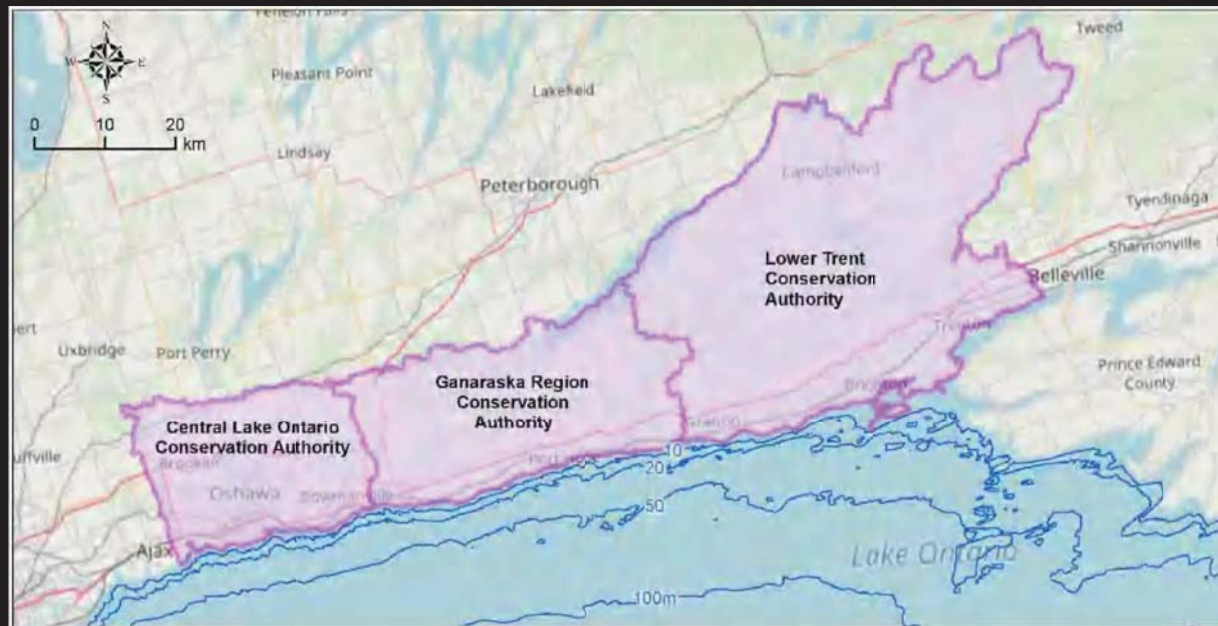 Tweed
N
W E
S
Pleasant Point
Lakefield
0 10 20
km
Lindsay
Campbellford
Peterborough
Tyendinaga
Shannonville
Lower Trent
Conservation
Authority
Belleville
Trenton
Uxbridge
Port Perry
Prince Edward
County
Ganaraska Region
Conservation
Authority
Brighton
Central Lake Ontario
Conservation Authority
Grafton
10
Port Hope
20
uffville
Brooklin
Oshawa
Bowmanville
50
Ajax
Lake Ontario
100m